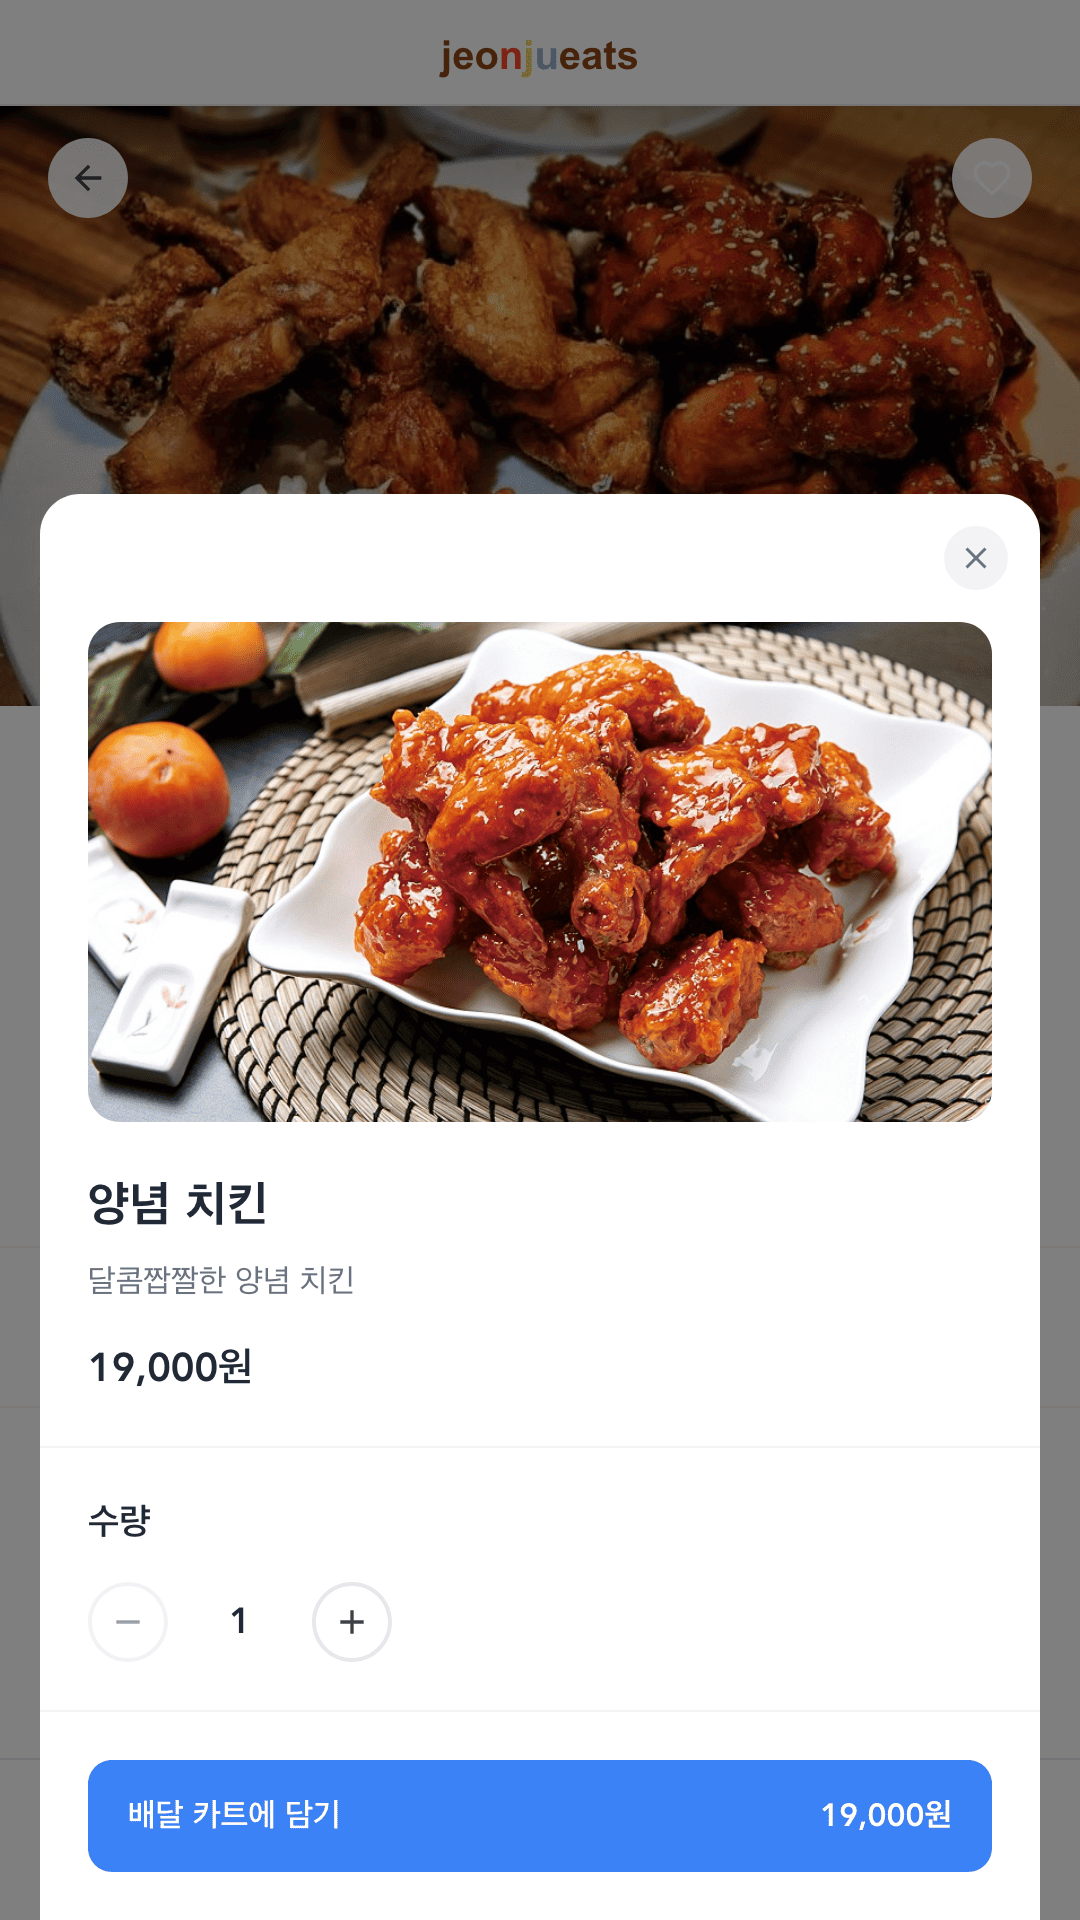 jeonjueats
양념 치킨
달콤짭짤한 양념 치킨
19,000원
수량
1
배달 카트에 담기 19,000원